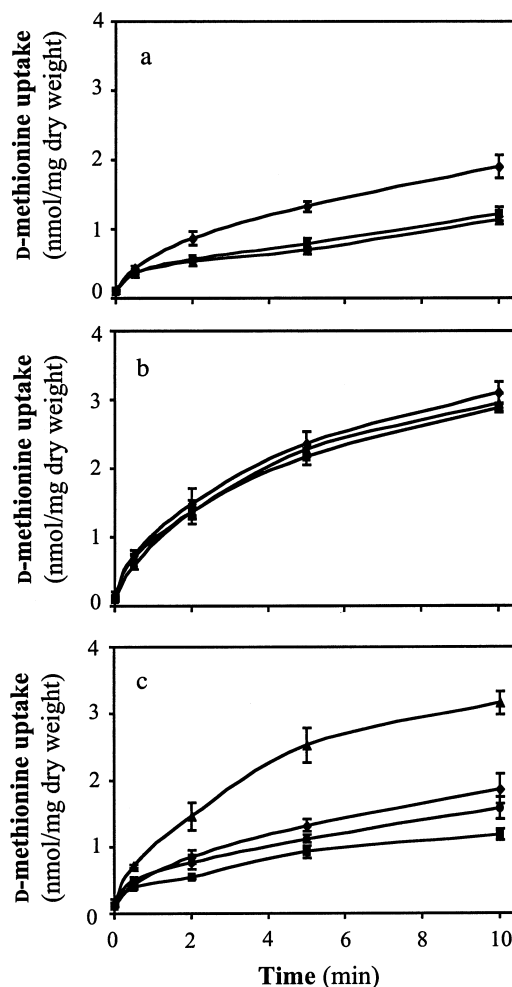 D-methionine uptake
(nmol/mg dry weight)
4
3
2
1
0
a
D-methionine uptake
(nmol/mg dry weight)
4
3
2
1
0
b
D-methionine uptake
(nmol/mg dry weight)
4
3
2
1
0
c
0 2 4 6 8 10
Time (min)